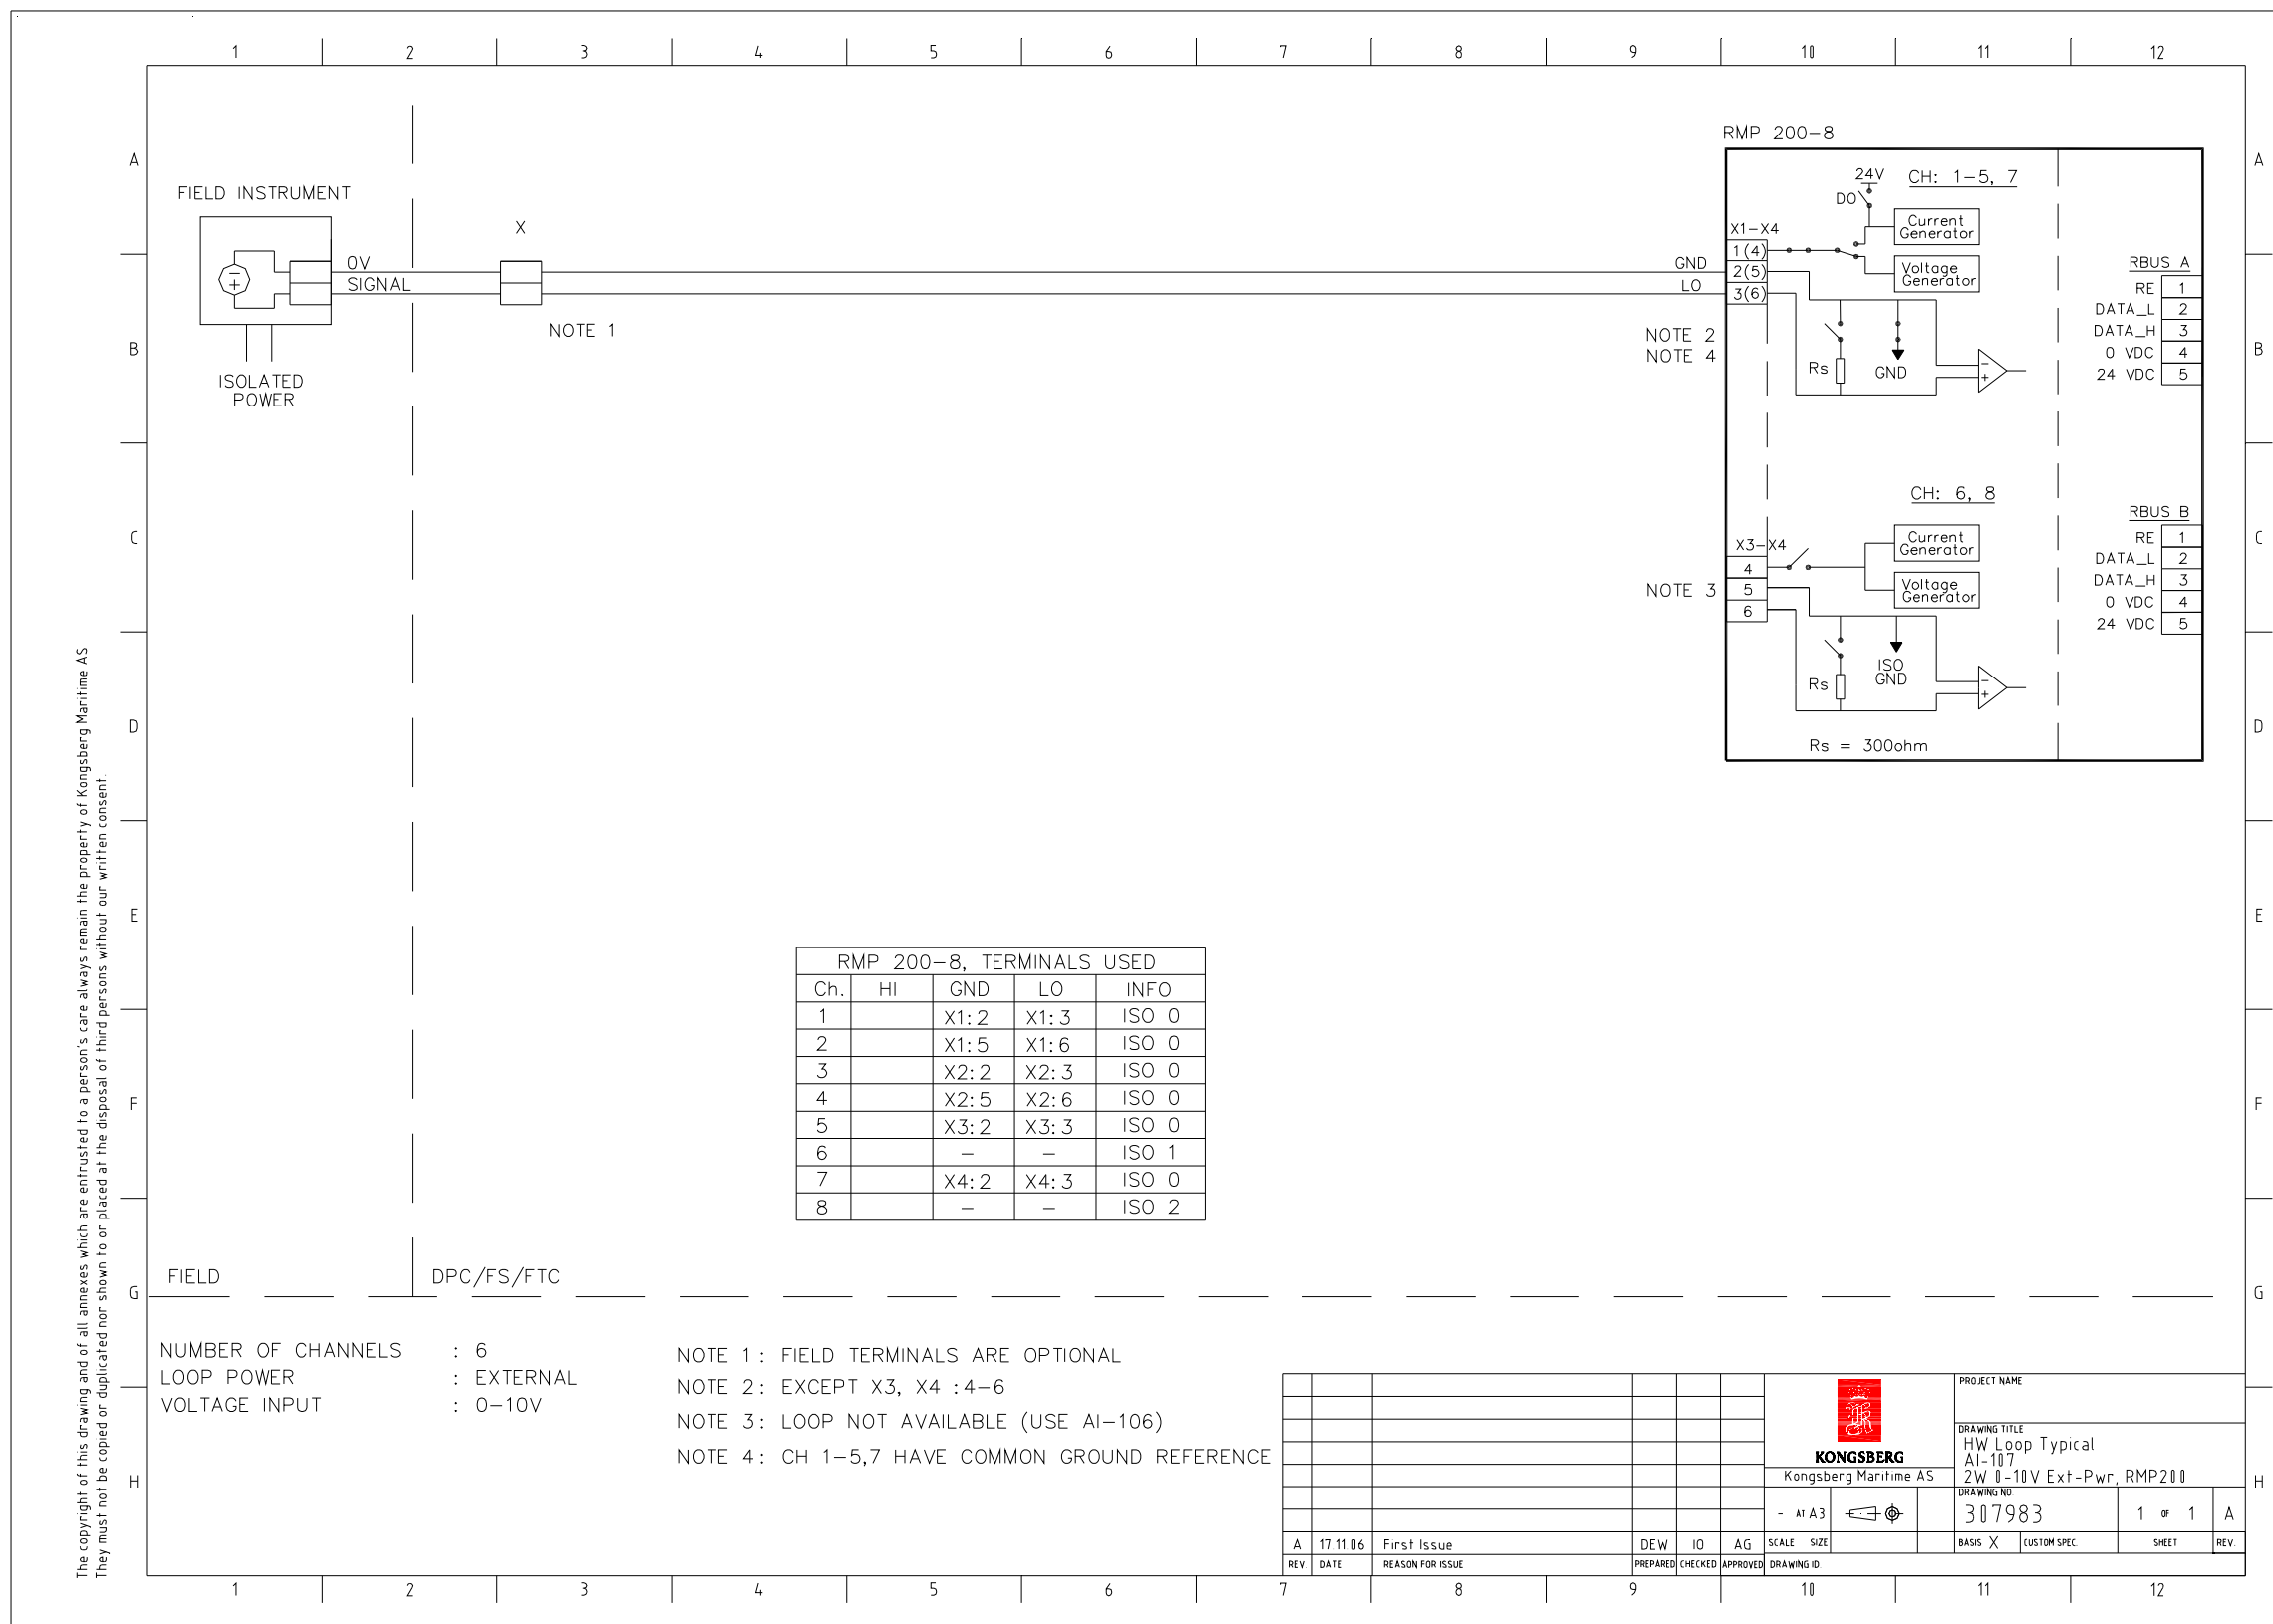 1 2 3 4 5 6 7 8 9 10 11 12
A
B
C
D
E
F
G
H
A
B
C
D
E
F
G
H
The copyright of this drawing and of all annexes which are entrusted to a person's care always remain the property of Kongsberg Maritime AS
They must not be copied or duplicated nor shown to or placed at the disposal of third persons without our written consent.
FIELD INSTRUMENT
0V
SIGNAL
ISOLATED
POWER
X
NOTE 1
GND
LO
NOTE 2
NOTE 4
NOTE 3
RMP 200-8
24V
DO
CH: 1-5, 7
Current
Generator
Voltage
Generator
X1-X4
1(4)
2(5)
3(6)
Rs
GND
-
+
RBUS A
RE 1
DATA_L 2
DATA_H 3
0 VDC 4
24 VDC 5
CH: 6, 8
Current
Generator
Voltage
Generator
X3-X4
4
5
6
Rs
ISO
GND
-
+
Rs = 300ohm
RBUS B
RE 1
DATA_L 2
DATA_H 3
0 VDC 4
24 VDC 5
RMP 200-8, TERMINALS USED
Ch. HI GND LO INFO
1 X1:2 X1:3 ISO 0
2 X1:5 X1:6 ISO 0
3 X2:2 X2:3 ISO 0
4 X2:5 X2:6 ISO 0
5 X3:2 X3:3 ISO 0
6 - - ISO 1
7 X4:2 X4:3 ISO 0
8 - - ISO 2
FIELD
DPC/FS/FTC
NUMBER OF CHANNELS : 6
LOOP POWER : EXTERNAL
VOLTAGE INPUT : 0-10V
NOTE 1: FIELD TERMINALS ARE OPTIONAL
NOTE 2: EXCEPT X3, X4 :4-6
NOTE 3: LOOP NOT AVAILABLE (USE AI-106)
NOTE 4: CH 1-5,7 HAVE COMMON GROUND REFERENCE
A 17.11.06 First Issue DEW IO AG
REV. DATE REASON FOR ISSUE PREPARED CHECKED APPROVED
KONGSBERG
Kongsberg Maritime AS
- AT A3
SCALE SIZE
DRAWING ID.
PROJECT NAME
DRAWING TITLE
HW Loop Typical
AI-107
2W 0-10V Ext-Pwr, RMP200
DRAWING NO.
307983
1 OF 1
A
BASIS X
CUSTOM SPEC.
SHEET
REV.
1 2 3 4 5 6 7 8 9 10 11 12